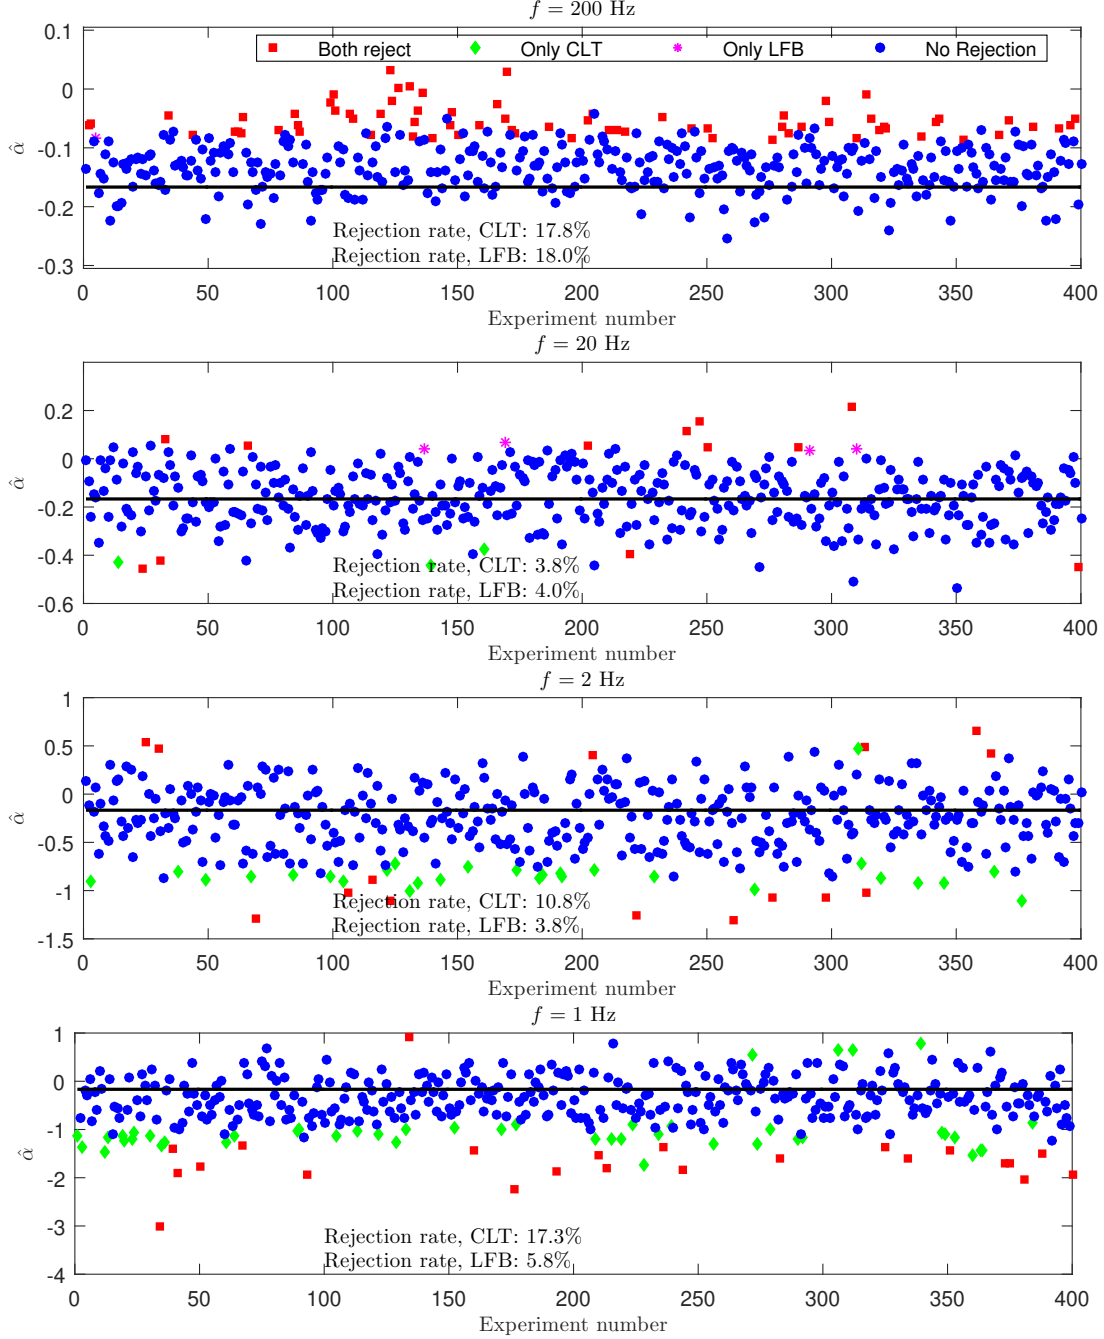 f = 200 Hz
Both reject Only CLT Only LFB No Rejection
0.1
0
-0.1
-0.2
-0.3
α̂
Rejection rate, CLT: 17.8%
Rejection rate, LFB: 18.0%
0 50 100 150 200 250 300 350 400
Experiment number
f = 20 Hz
0.2
0
-0.2
-0.4
-0.6
α̂
Rejection rate, CLT: 3.8%
Rejection rate, LFB: 4.0%
0 50 100 150 200 250 300 350 400
Experiment number
f = 2 Hz
1
0.5
0
-0.5
-1
-1.5
α̂
Rejection rate, CLT: 10.8%
Rejection rate, LFB: 3.8%
0 50 100 150 200 250 300 350 400
Experiment number
f = 1 Hz
1
0
-1
-2
-3
-4
α̂
Rejection rate, CLT: 17.3%
Rejection rate, LFB: 5.8%
0 50 100 150 200 250 300 350 400
Experiment number